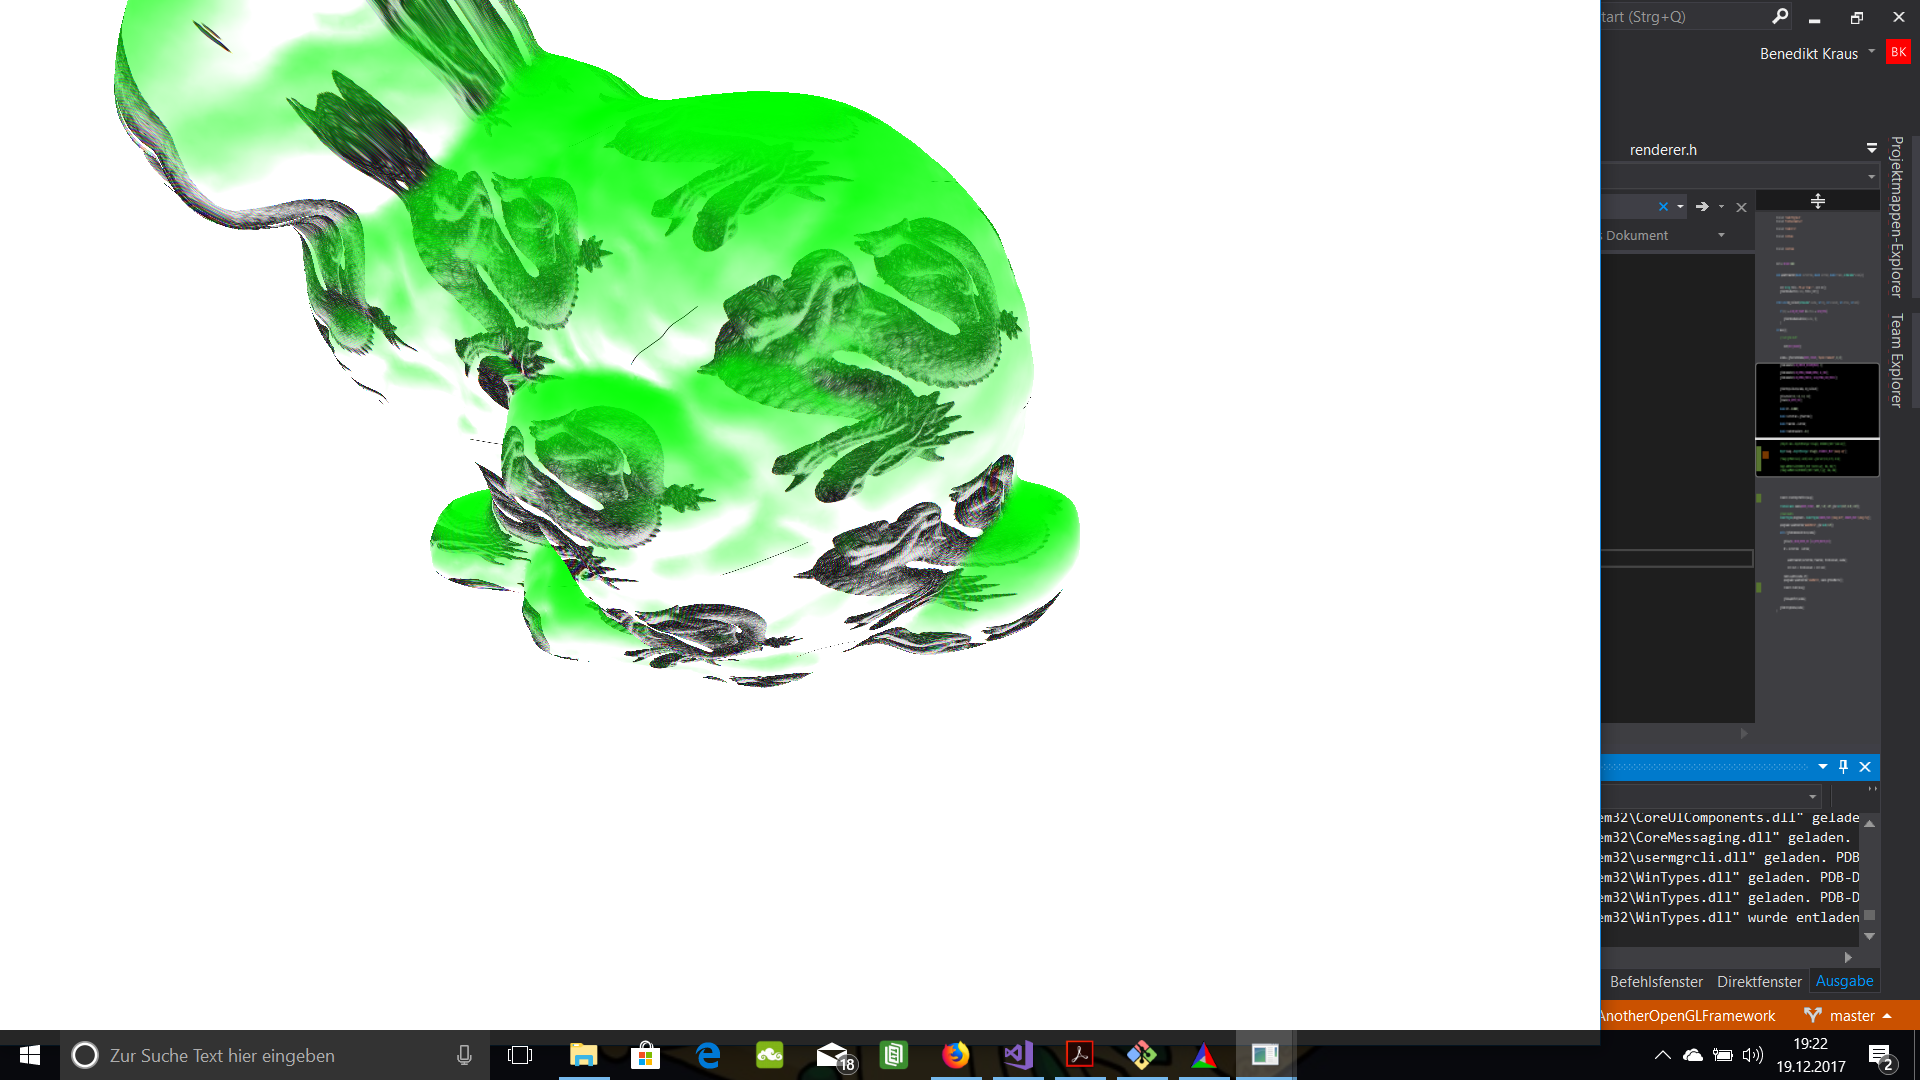 tart (Strg+Q)
Benedikt Kraus
BK
renderer.h
Dokument
Projektmappen-Explorer
Team Explorer
em32\CoreUIComponents.dll" gelade
em32\CoreMessaging.dll" geladen.
em32\usermgrcli.dll" geladen. PDB
em32\WinTypes.dll" geladen. PDB-D
em32\WinTypes.dll" geladen. PDB-D
em32\WinTypes.dll" wurde entladen
Befehlsfenster Direktfenster Ausgabe
AnotherOpenGLFramework master
Zur Suche Text hier eingeben
18
19:22
19.12.2017
2